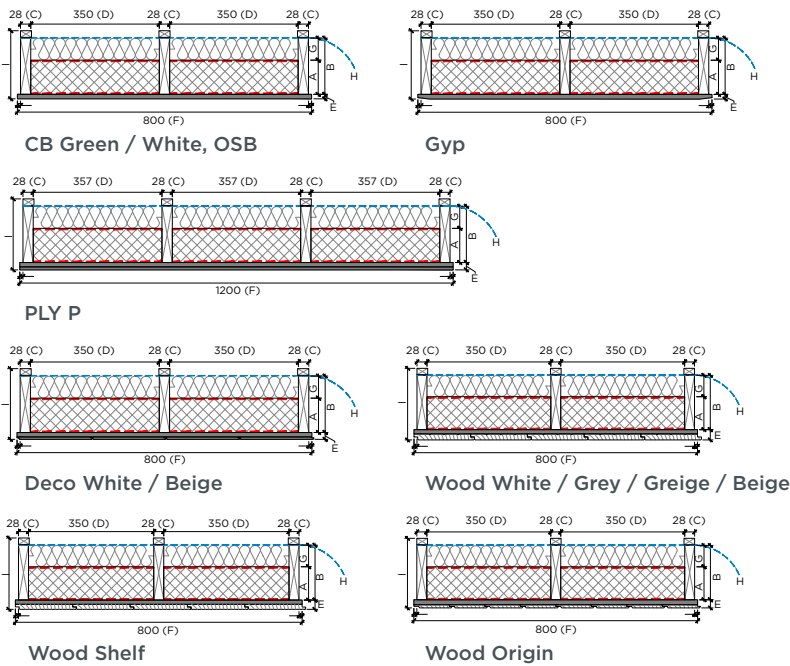 28 (C) 350 (D) 28 (C) 350 (D) 28 (C)
I G A B H E
800 (F)
CB Green / White, OSB
28 (C) 350 (D) 28 (C) 350 (D) 28 (C)
I G A B H E
800 (F)
Gyp
28 (C) 357 (D) 28 (C) 357 (D) 28 (C) 357 (D) 28 (C)
I G A B H E
1200 (F)
PLY P
28 (C) 350 (D) 28 (C) 350 (D) 28 (C)
I G A B H E
800 (F)
Deco White / Beige
28 (C) 350 (D) 28 (C) 350 (D) 28 (C)
I G A B H E
800 (F)
Wood White / Grey / Greige / Beige
28 (C) 350 (D) 28 (C) 350 (D) 28 (C)
I G A B H E
800 (F)
Wood Shelf
28 (C) 350 (D) 28 (C) 350 (D) 28 (C)
I G A B H E
800 (F)
Wood Origin